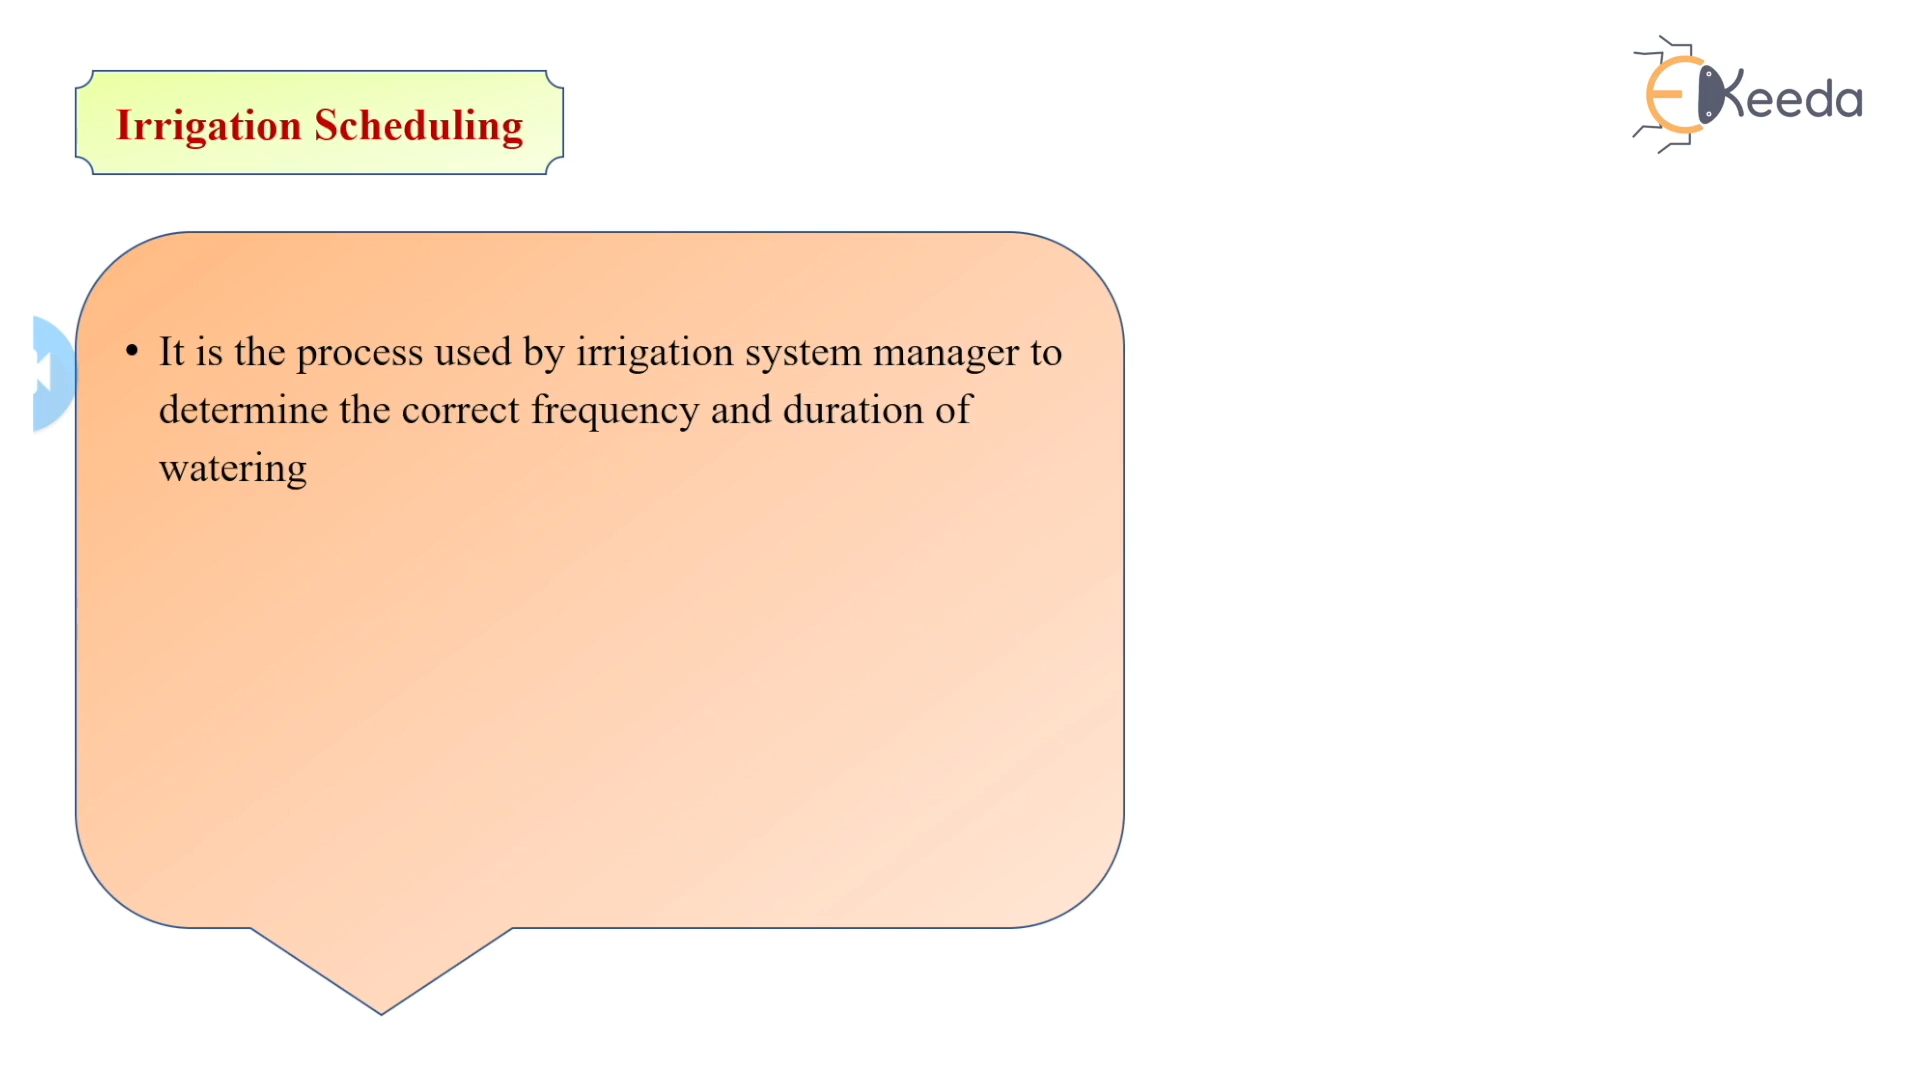 Irrigation Scheduling
EKeeda
• It is the process used by irrigation system manager to
determine the correct frequency and duration of
watering